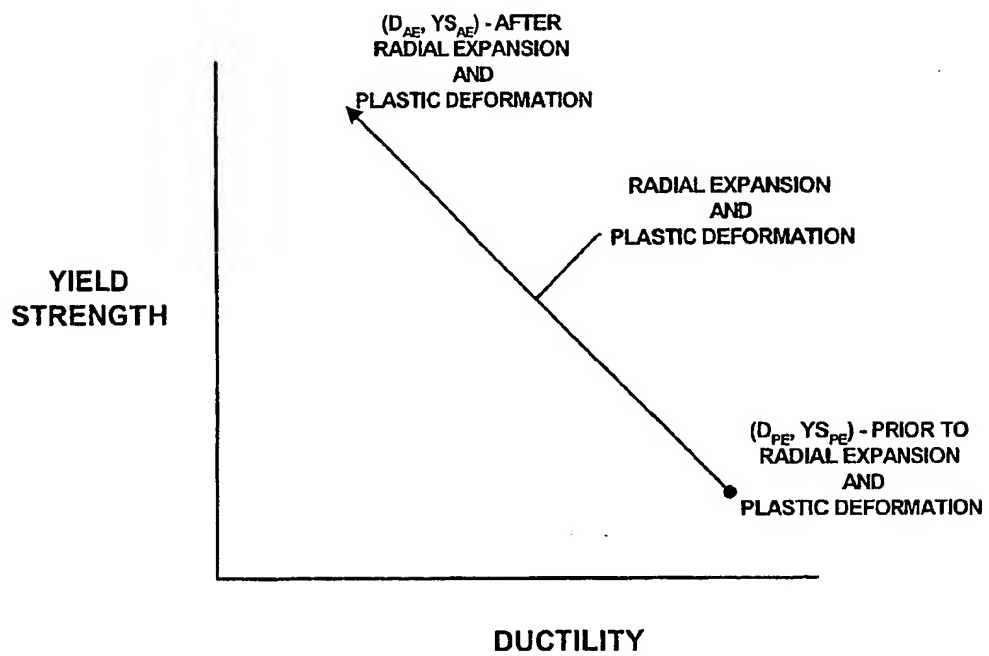 (D_AE, YS_AE) - AFTER
RADIAL EXPANSION
AND
PLASTIC DEFORMATION
RADIAL EXPANSION
AND
PLASTIC DEFORMATION
YIELD
STRENGTH
(D_PE, YS_PE) - PRIOR TO
RADIAL EXPANSION
AND
PLASTIC DEFORMATION
DUCTILITY